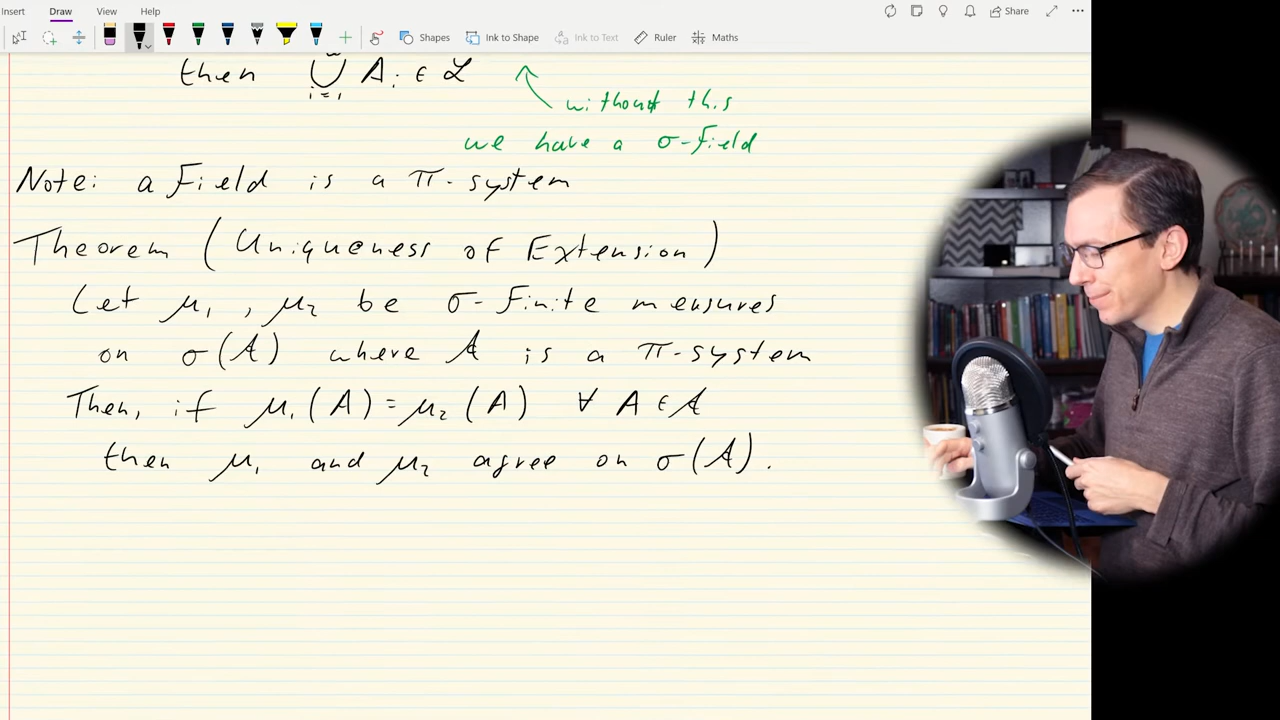 Insert Draw View Help Share
Shapes Ink to Shape Ink to Text Ruler Maths
then ⋃ Aᵢ ∈ ℒ
i=1
without this
we have a σ-field
Note: a Field is a π-system
Theorem (Uniqueness of Extension)
Let μ₁, μ₂ be σ-finite measures
on σ(𝒜) where 𝒜 is a π-system
Then, if μ₁(A)=μ₂(A) ∀ A ∈ 𝒜
then μ₁ and μ₂ agree on σ(𝒜).